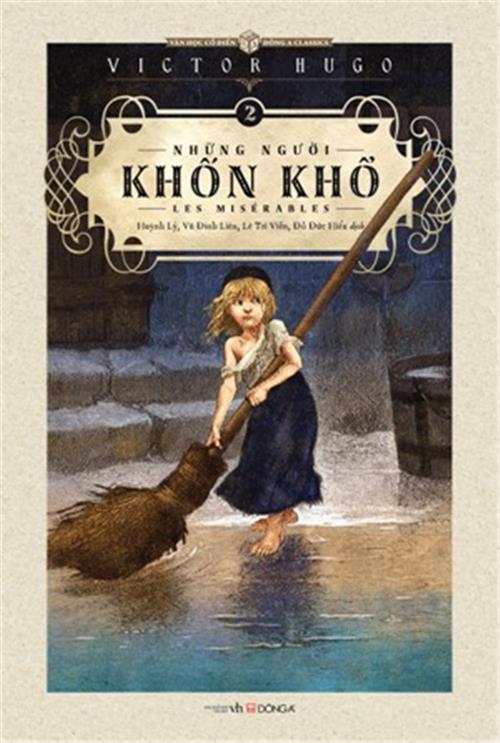 VĂN HỌC CỔ ĐIỂN ĐÔNG A CLASSICS
VICTOR HUGO
2
NHỮNG NGƯỜI
KHỐN KHỔ
LES MISÉRABLES
Huỳnh Lý, Vũ Đình Liên, Lê Trí Viễn, Đỗ Đức Hiểu dịch
vh ĐÔNG A